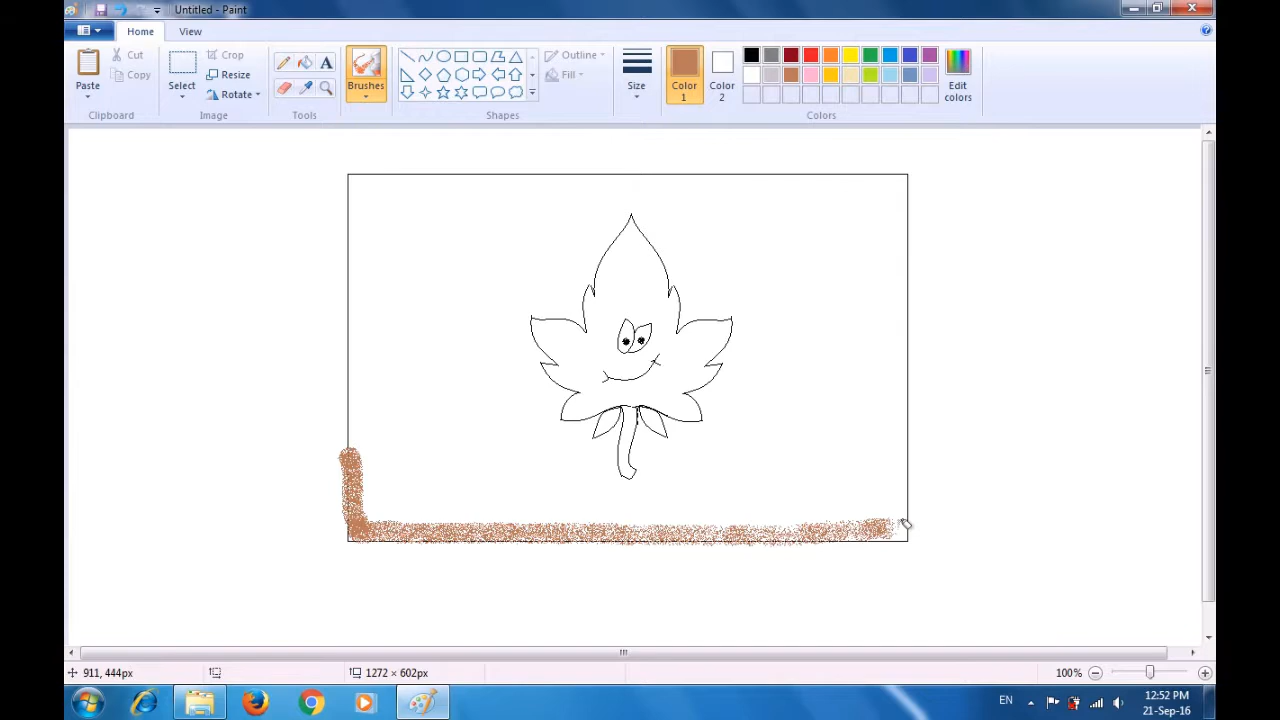 Untitled - Paint
Home View
Paste
Cut
Copy
Clipboard
Select
Crop
Resize
Rotate
Image
A
Tools
Brushes
Shapes
Outline
Fill
Size
Color 1
Color 2
Edit colors
Colors
911, 444px
1272 × 602px
100%
EN
12:52 PM
21-Sep-16